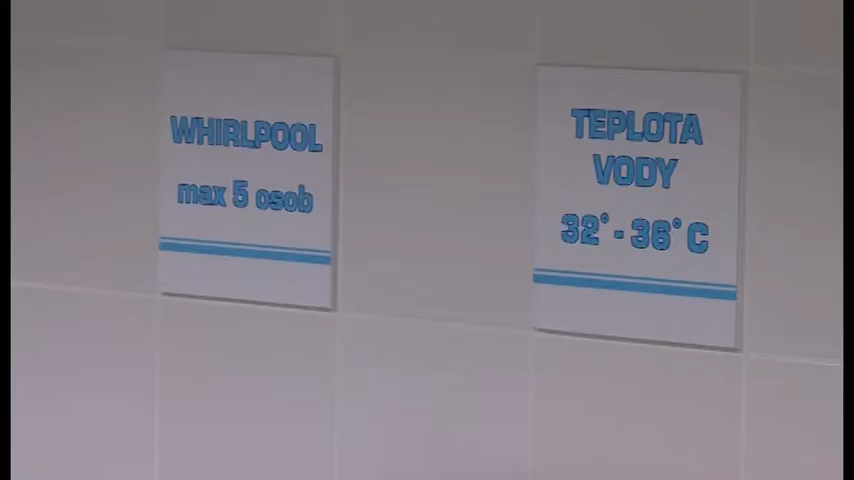 WHIRLPOOL
max 5 osob
TEPLOTA
VODY
32° - 36° C